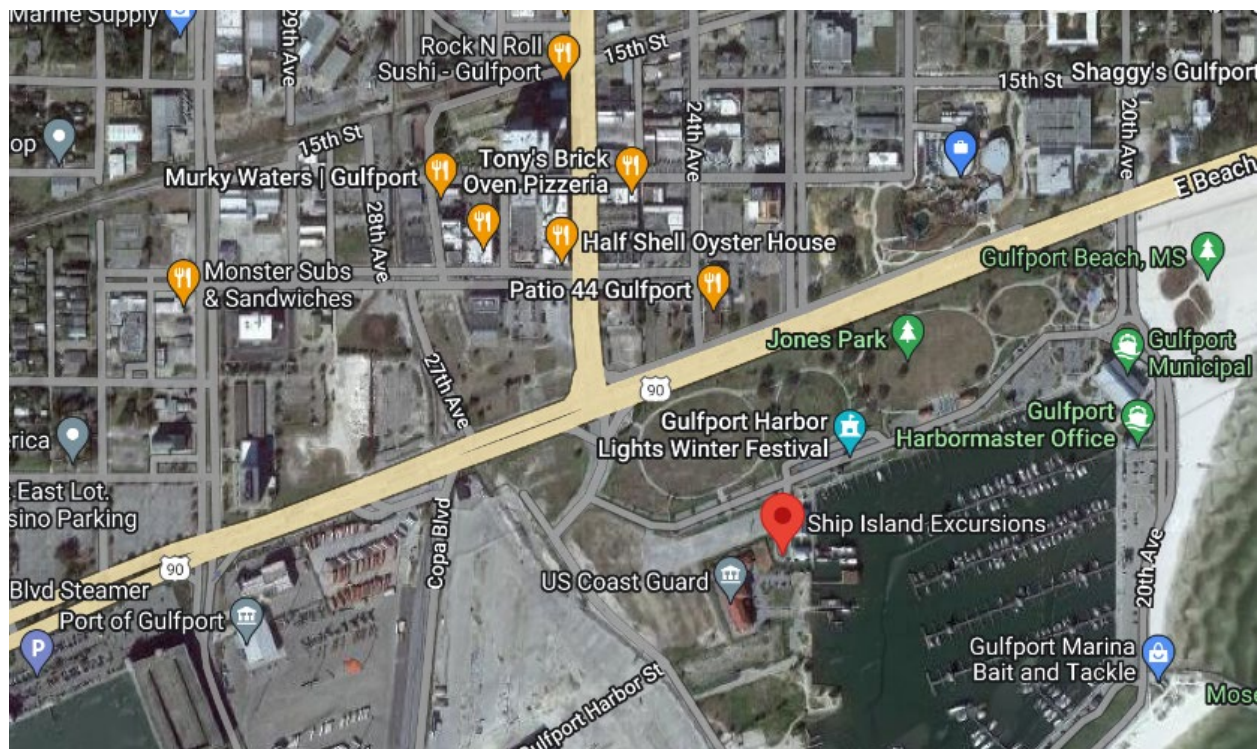 Marine Supply
29th Ave
Rock N Roll
Sushi - Gulfport
15th St
15th St
Shaggy's Gulfport
op
15th St
24th Ave
20th Ave
Murky Waters | Gulfport
Tony's Brick
Oven Pizzeria
E Beach
28th Ave
Half Shell Oyster House
Gulfport Beach, MS
Monster Subs
& Sandwiches
Patio 44 Gulfport
Jones Park
Gulfport
Municipal
27th Ave
90
Gulfport Harbor
Lights Winter Festival
Gulfport
Harbormaster Office
erica
East Lot.
sino Parking
Copa Blvd
Ship Island Excursions
90
US Coast Guard
20th Ave
Blvd Steamer
Port of Gulfport
P
Gulfport Marina
Bait and Tackle
Gulfport Harbor St
Mos